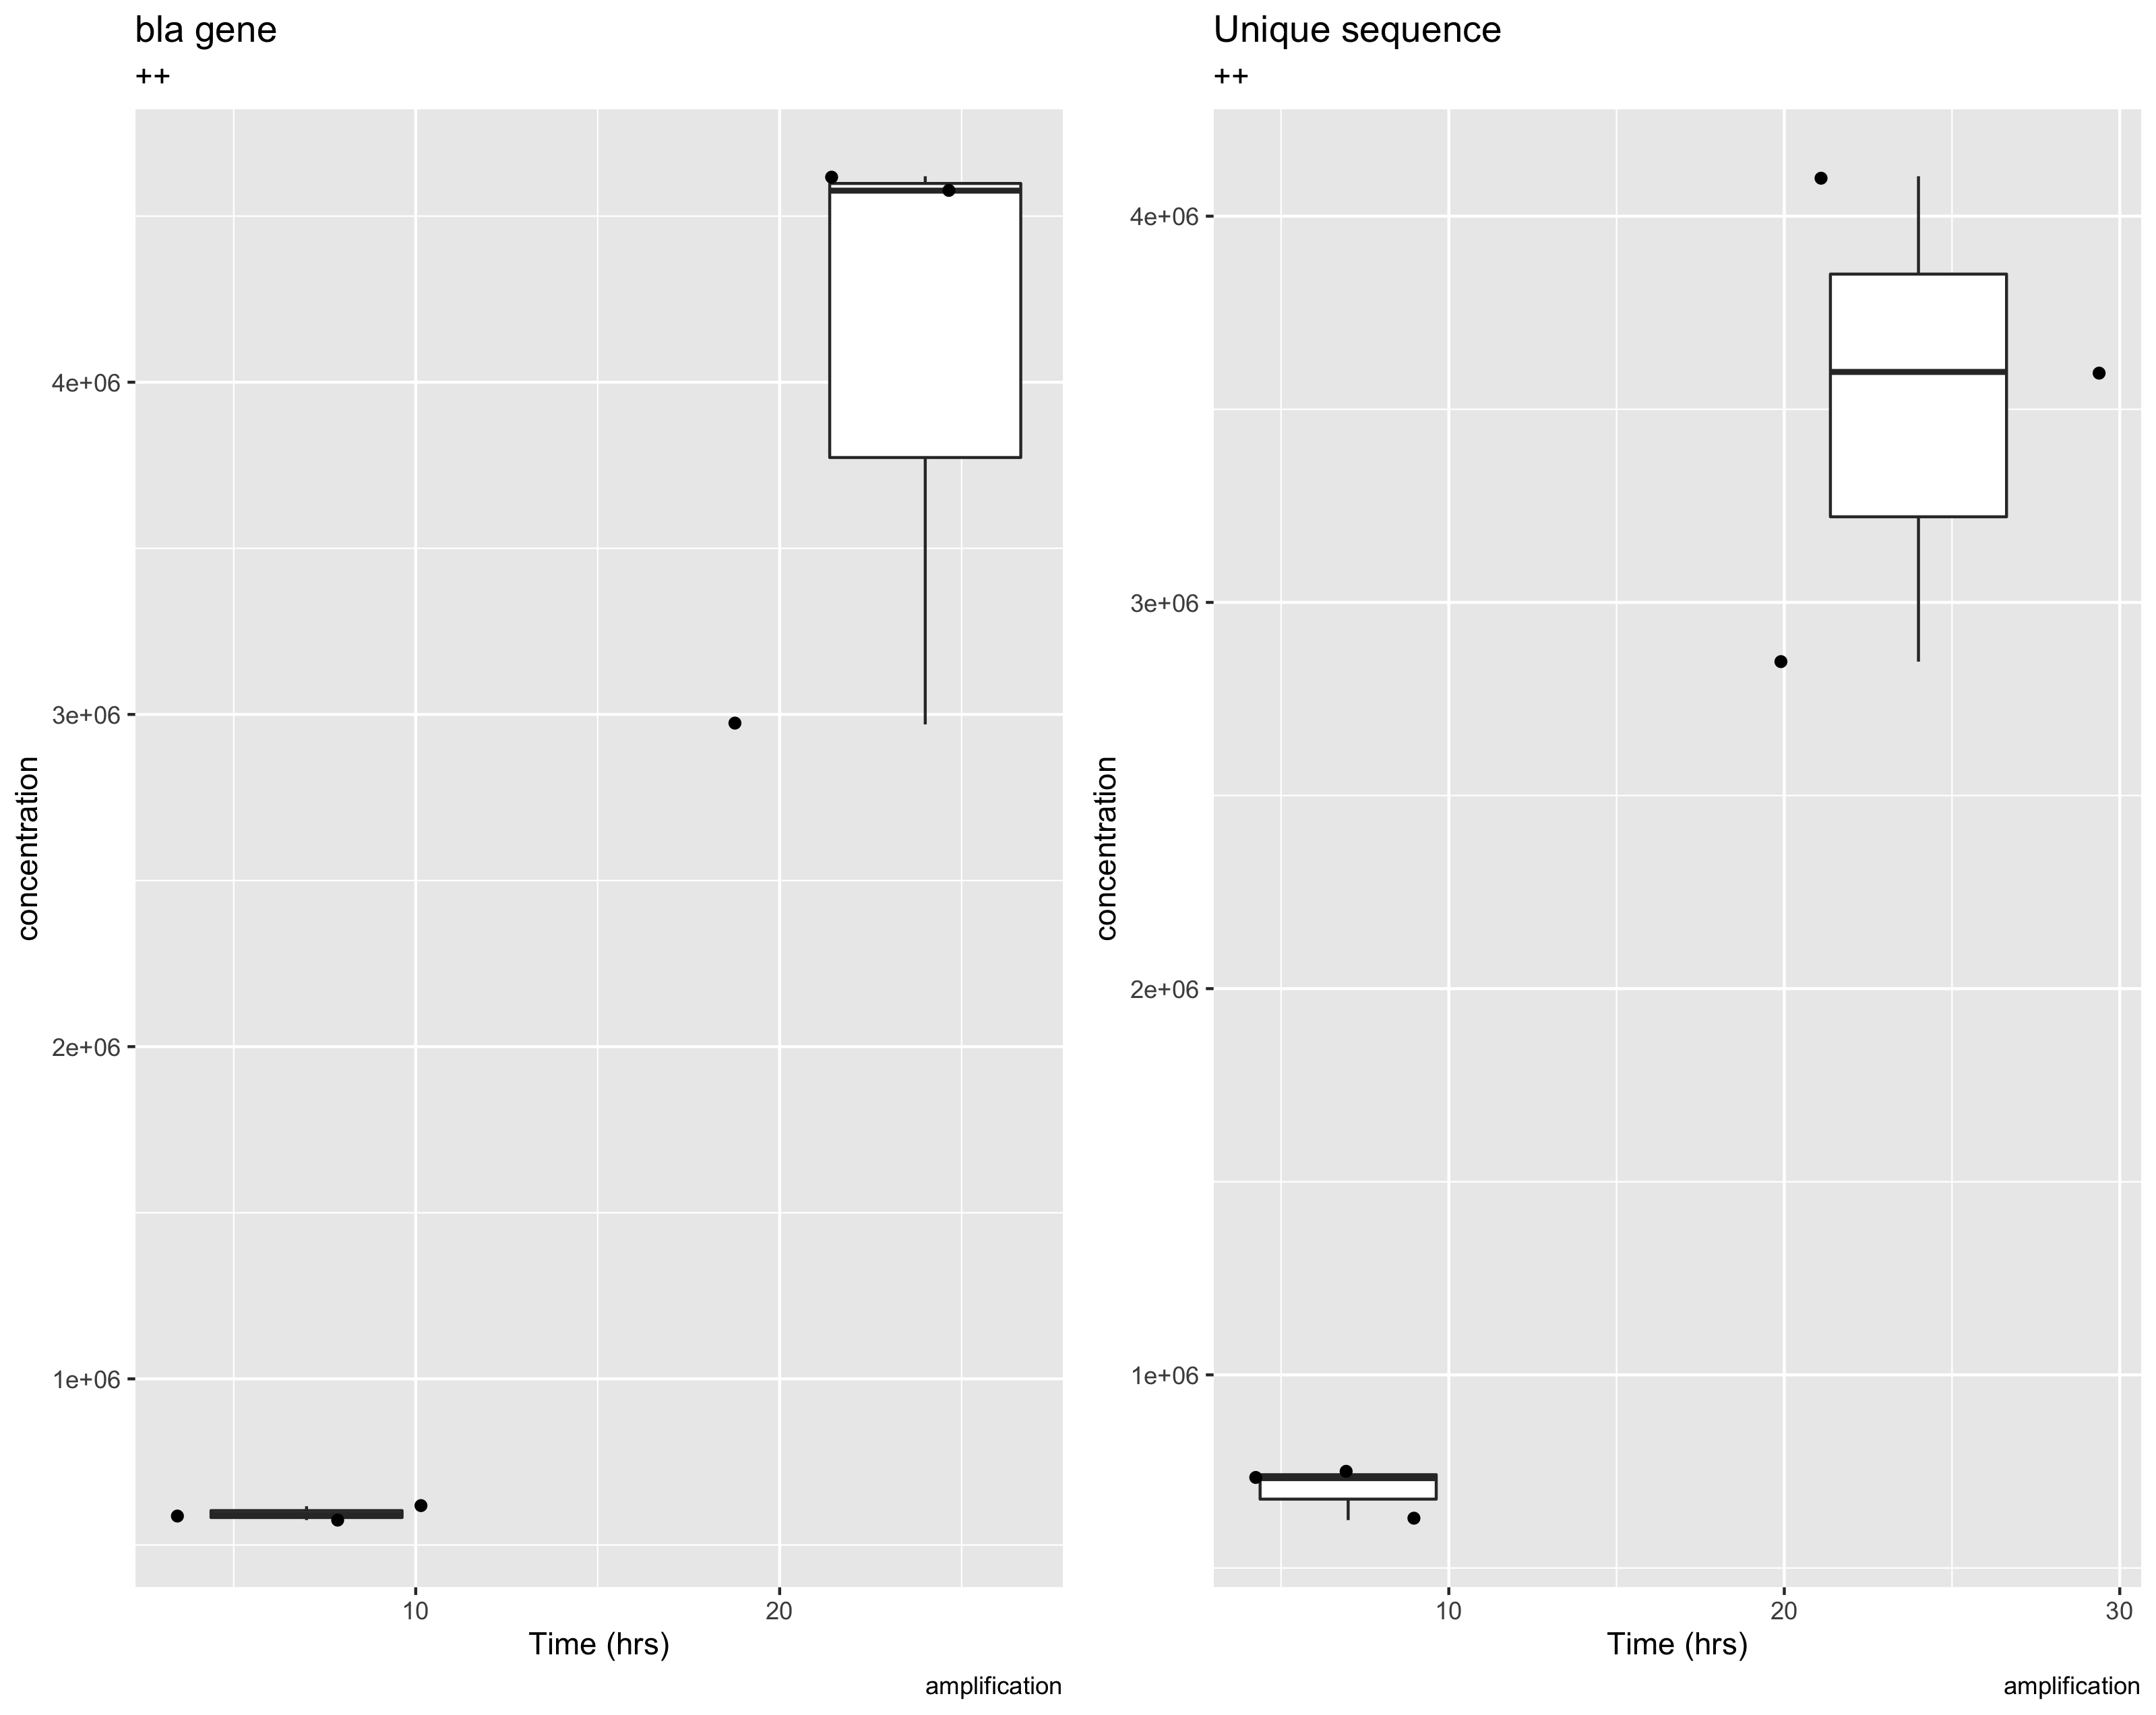 bla gene
++
4e+06
3e+06
2e+06
1e+06
concentration
10 20
Time (hrs)
amplification
Unique sequence
++
4e+06
3e+06
2e+06
1e+06
concentration
10 20 30
Time (hrs)
amplification